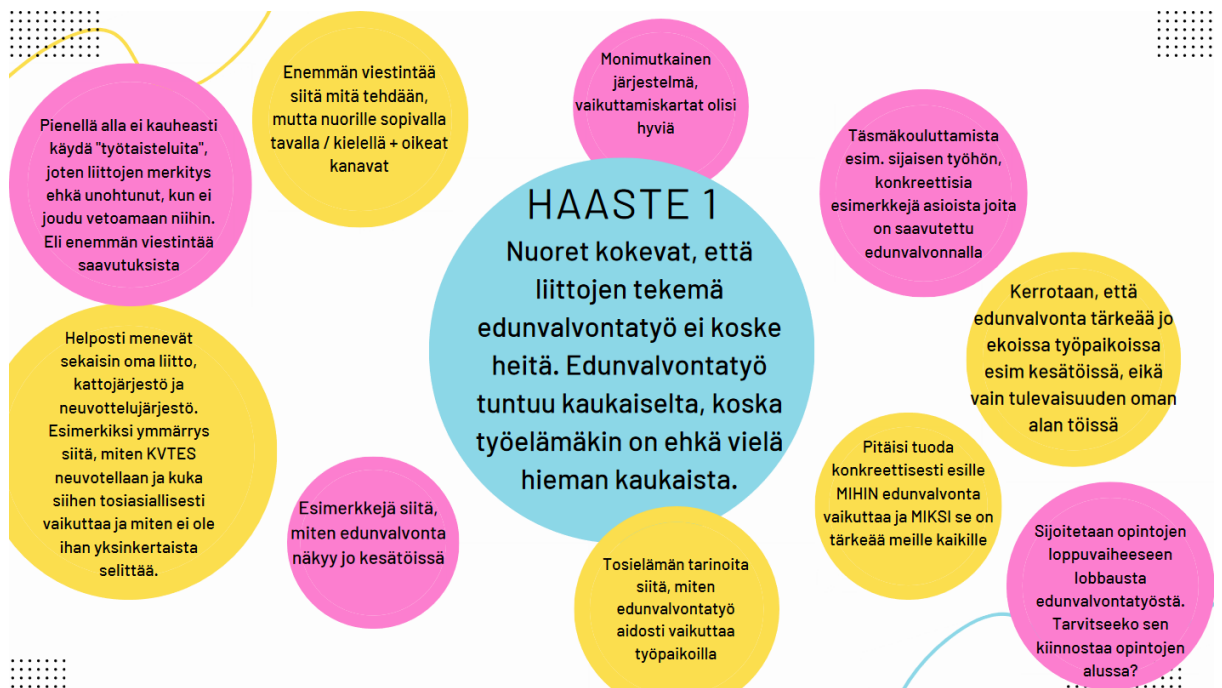 Pienellä alla ei kauheasti
käydä "työtaisteluita",
joten liittojen merkitys
ehkä unohtunut, kun ei
joudu vetoamaan niihin.
Eli enemmän viestintää
saavutuksista
Enemmän viestintää
siitä mitä tehdään,
mutta nuorille sopivalla
tavalla / kielellä + oikeat
kanavat
Monimutkainen
järjestelmä,
vaikuttamiskartat olisi
hyviä
Täsmäkouluttamista
esim. sijaisen työhön,
konkreettisia
esimerkkejä asioista joita
on saavutettu
edunvalvonnalla
HAASTE 1
Nuoret kokevat, että
liittojen tekemä
edunvalvontatyö ei koske
heitä. Edunvalvontatyö
tuntuu kaukaiselta, koska
työelämäkin on ehkä vielä
hieman kaukaista.
Kerrotaan, että
edunvalvonta tärkeää jo
ekoissa työpaikoissa
esim kesätöissä, eikä
vain tulevaisuuden oman
alan töissä
Helposti menevät
sekaisin oma liitto,
kattojärjestö ja
neuvottelujärjestö.
Esimerkiksi ymmärrys
siitä, miten KVTES
neuvotellaan ja kuka
siihen tosiasiallisesti
vaikuttaa ja miten ei ole
ihan yksinkertaista
selittää.
Esimerkkejä siitä,
miten edunvalvonta
näkyy jo kesätöissä
Tosielämän tarinoita
siitä, miten
edunvalvontatyö
aidosti vaikuttaa
työpaikoilla
Pitäisi tuoda
konkreettisesti esille
MIHIN edunvalvonta
vaikuttaa ja MIKSI se on
tärkeää meille kaikille
Sijoitetaan opintojen
loppuvaiheeseen
lobbausta
edunvalvontatyöstä.
Tarvitseeko sen
kiinnostaa opintojen
alussa?